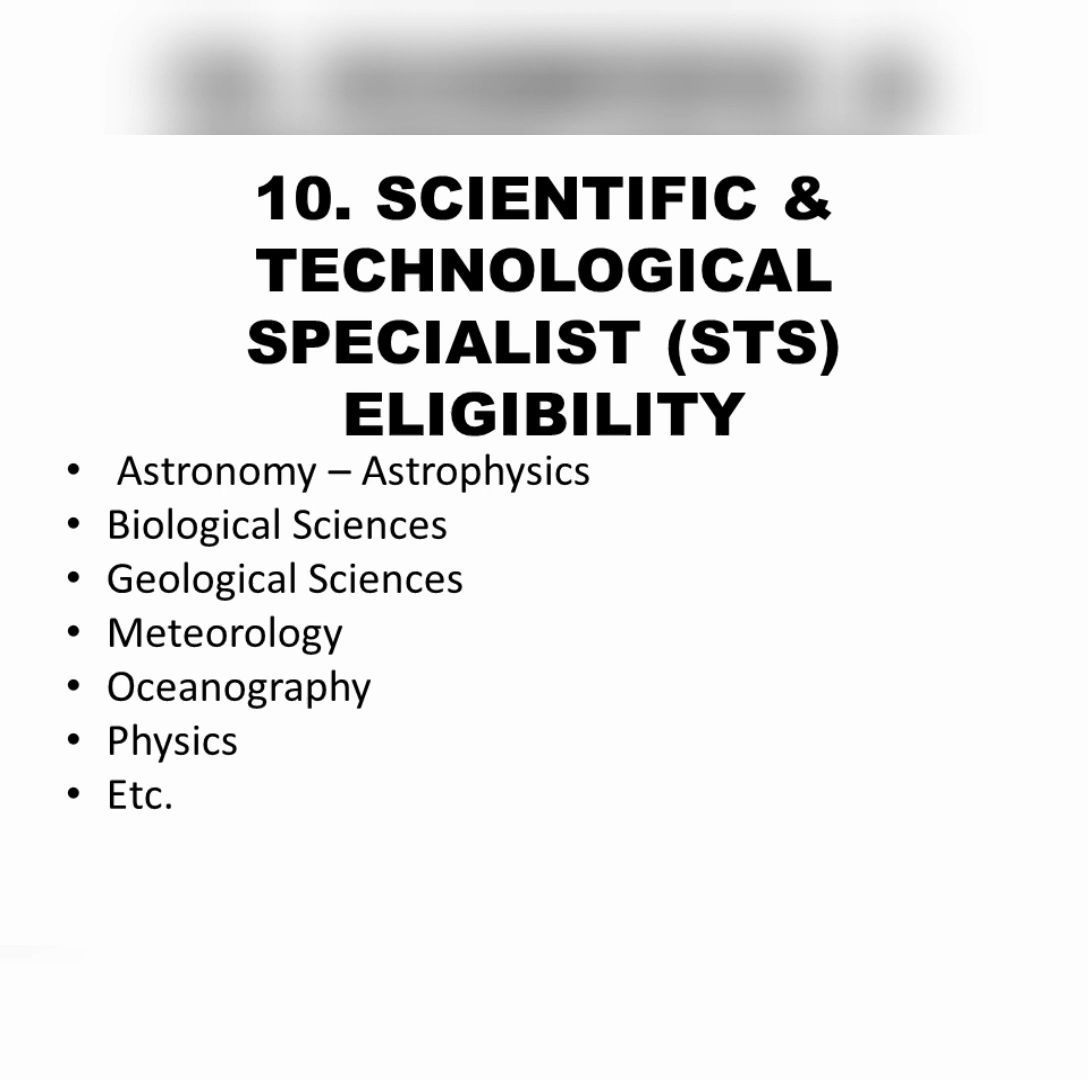 10. SCIENTIFIC &
TECHNOLOGICAL
SPECIALIST (STS)
ELIGIBILITY
• Astronomy – Astrophysics
• Biological Sciences
• Geological Sciences
• Meteorology
• Oceanography
• Physics
• Etc.